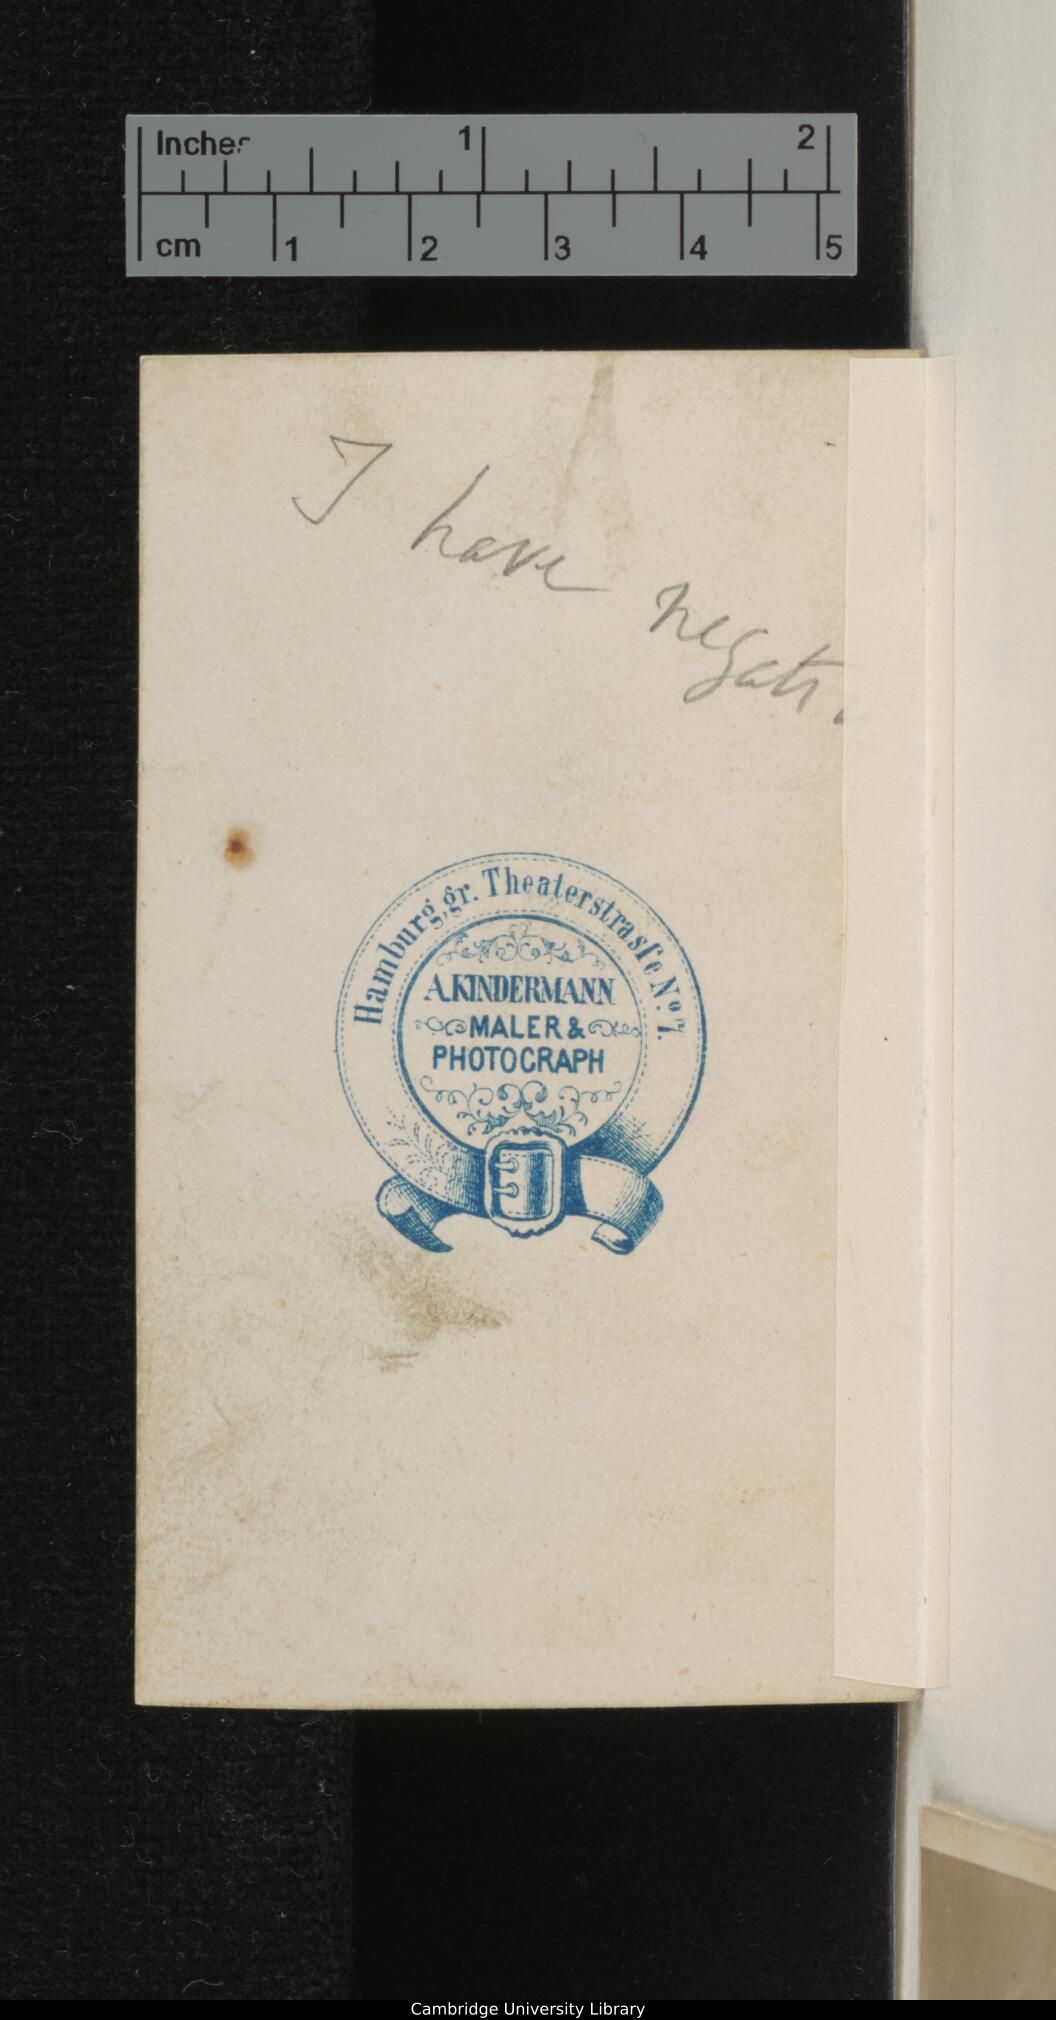 Inches 1 2
cm 1 2 3 4 5
I have negati
Hamburg, gr. Theaterstrasſe No. 7.
A. KINDERMANN
MALER &
PHOTOGRAPH
Cambridge University Library